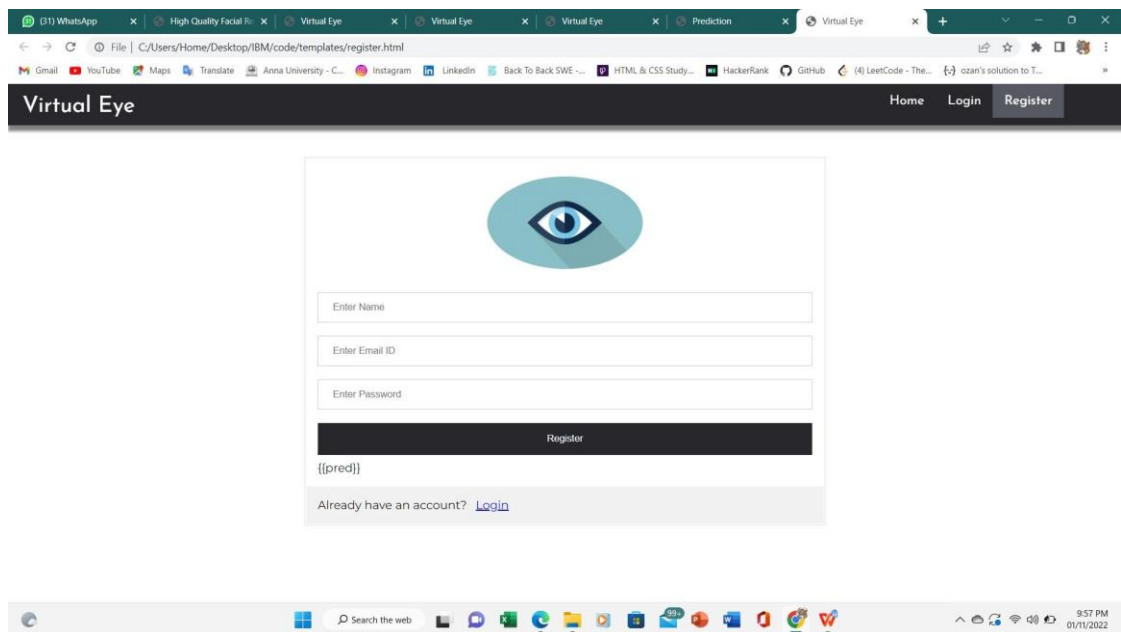 (31) WhatsApp
High Quality Facial Re
Virtual Eye
Virtual Eye
Virtual Eye
Prediction
Virtual Eye
File | C:/Users/Home/Desktop/IBM/code/templates/register.html
Gmail YouTube Maps Translate Anna University - C... Instagram LinkedIn Back To Back SWE -... HTML & CSS Study... HackerRank GitHub (4) LeetCode - The... ozan's solution to T... »
Virtual Eye
Home Login Register
Enter Name
Enter Email ID
Enter Password
Register
{{pred}}
Already have an account? Login
Search the web
99+
9:57 PM
01/11/2022